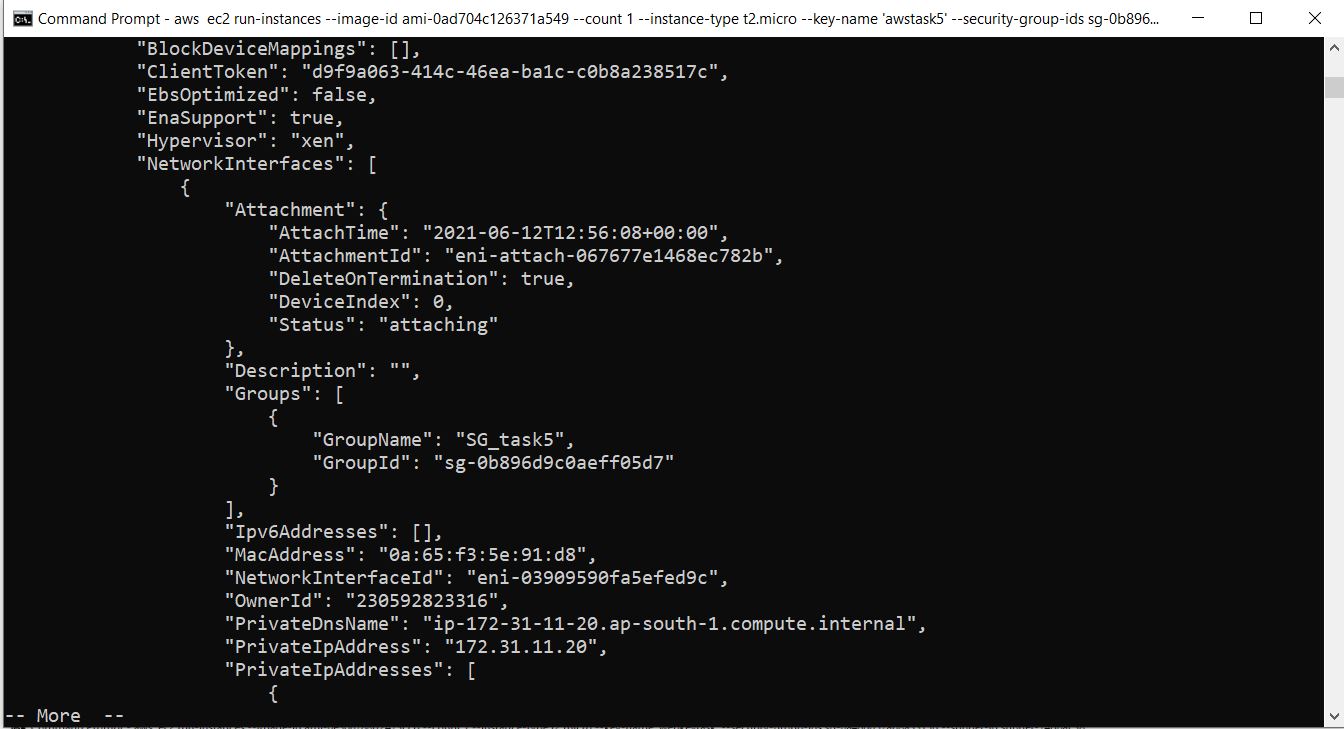 Command Prompt - aws  ec2 run-instances --image-id ami-0ad704c126371a549 --count 1 --instance-type t2.micro --key-name 'awstask5' --security-group-ids sg-0b896...
"BlockDeviceMappings": [],
"ClientToken": "d9f9a063-414c-46ea-ba1c-c0b8a238517c",
"EbsOptimized": false,
"EnaSupport": true,
"Hypervisor": "xen",
"NetworkInterfaces": [
{
"Attachment": {
"AttachTime": "2021-06-12T12:56:08+00:00",
"AttachmentId": "eni-attach-067677e1468ec782b",
"DeleteOnTermination": true,
"DeviceIndex": 0,
"Status": "attaching"
},
"Description": "",
"Groups": [
{
"GroupName": "SG_task5",
"GroupId": "sg-0b896d9c0aeff05d7"
}
],
"Ipv6Addresses": [],
"MacAddress": "0a:65:f3:5e:91:d8",
"NetworkInterfaceId": "eni-03909590fa5efed9c",
"OwnerId": "230592823316",
"PrivateDnsName": "ip-172-31-11-20.ap-south-1.compute.internal",
"PrivateIpAddress": "172.31.11.20",
"PrivateIpAddresses": [
{
-- More  --